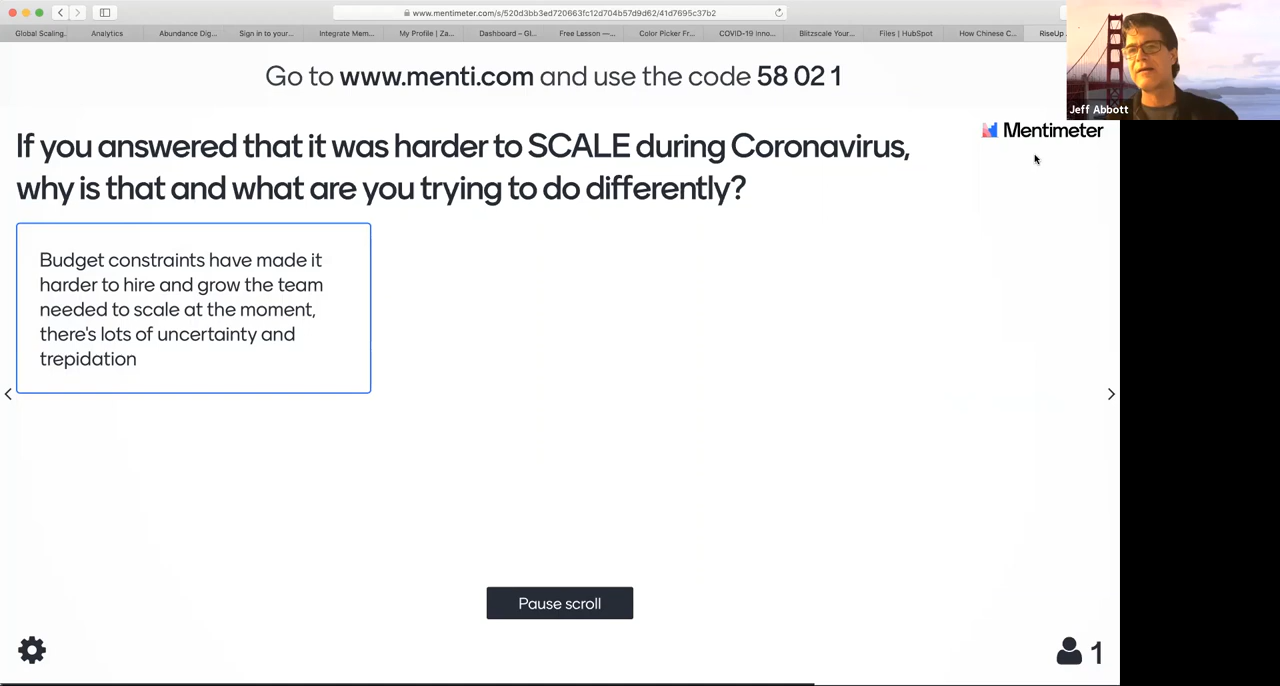 www.mentimeter.com/s/520d3bb3ed720663fc12d704b57d9d62/41d7695c37b2
Global Scaling.. Analytics Abundance Dig... Sign in to your... Integrate Mem... My Profile | Za... Dashboard – Gl... Free Lesson —... Color Picker Fr... COVID-19 Inno... Blitzscale Your... Files | HubSpot How Chinese C... RiseUp
Jeff Abbott
Go to www.menti.com and use the code 58 02 1
Mentimeter
If you answered that it was harder to SCALE during Coronavirus,
why is that and what are you trying to do differently?
Budget constraints have made it
harder to hire and grow the team
needed to scale at the moment,
there's lots of uncertainty and
trepidation
Pause scroll
1